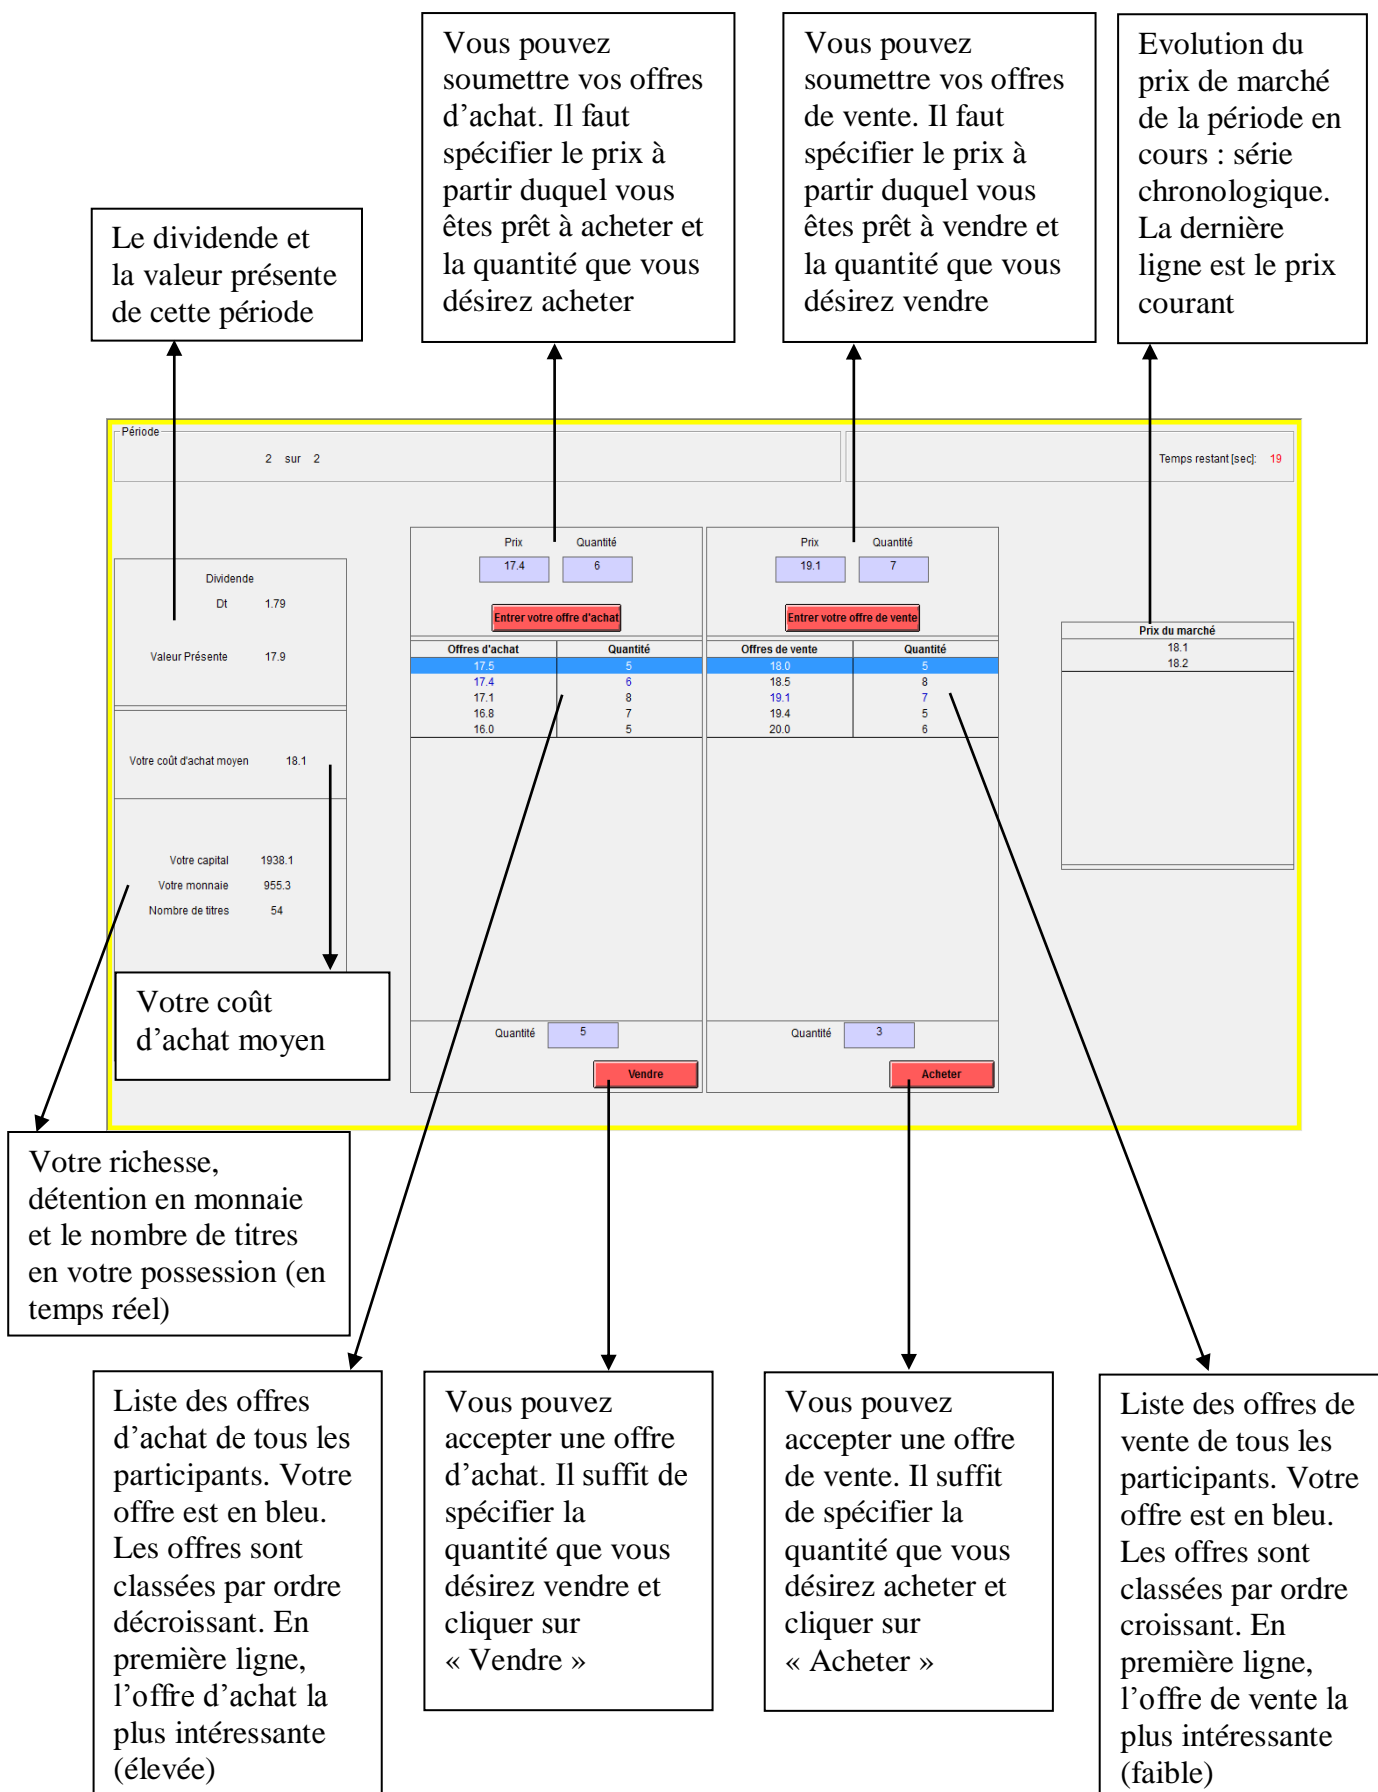 Vous pouvez
soumettre vos offres
d’achat. Il faut
spécifier le prix à
partir duquel vous
êtes prêt à acheter et
la quantité que vous
désirez acheter
Vous pouvez
soumettre vos offres
de vente. Il faut
spécifier le prix à
partir duquel vous
êtes prêt à vendre et
la quantité que vous
désirez vendre
Evolution du
prix de marché
de la période en
cours : série
chronologique.
La dernière
ligne est le prix
courant
Le dividende et
la valeur présente
de cette période
Période
2 sur 2
Temps restant [sec]: 19
Dividende
Dt 1.79
Valeur Présente 17.9
Votre coût d'achat moyen 18.1
Votre capital 1938.1
Votre monnaie 955.3
Nombre de titres 54
Prix Quantité
17.4 6
Entrer votre offre d'achat
Offres d'achat Quantité
17.5 5
17.4 6
17.1 8
16.8 7
16.0 5
Quantité 5
Vendre
Prix Quantité
19.1 7
Entrer votre offre de vente
Offres de vente Quantité
18.0 5
18.5 8
19.1 7
19.4 5
20.0 6
Quantité 3
Acheter
Prix du marché
18.1
18.2
Votre coût
d’achat moyen
Votre richesse,
détention en monnaie
et le nombre de titres
en votre possession (en
temps réel)
Liste des offres
d’achat de tous les
participants. Votre
offre est en bleu.
Les offres sont
classées par ordre
décroissant. En
première ligne,
l’offre d’achat la
plus intéressante
(élevée)
Vous pouvez
accepter une offre
d’achat. Il suffit de
spécifier la
quantité que vous
désirez vendre et
cliquer sur
« Vendre »
Vous pouvez
accepter une offre
de vente. Il suffit
de spécifier la
quantité que vous
désirez acheter et
cliquer sur
« Acheter »
Liste des offres de
vente de tous les
participants. Votre
offre est en bleu.
Les offres sont
classées par ordre
croissant. En
première ligne,
l’offre de vente la
plus intéressante
(faible)